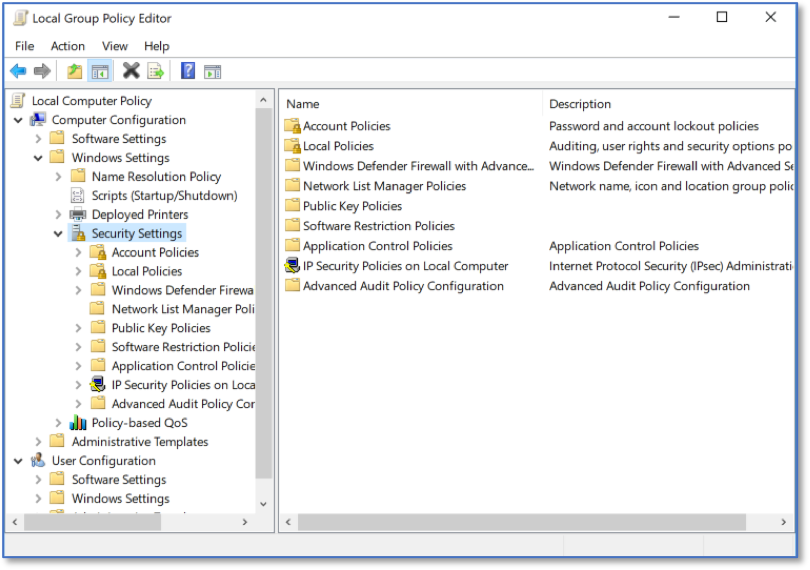 Local Group Policy Editor
File Action View Help
Local Computer Policy
Computer Configuration
Software Settings
Windows Settings
Name Resolution Policy
Scripts (Startup/Shutdown)
Deployed Printers
Security Settings
Account Policies
Local Policies
Windows Defender Firewa
Network List Manager Poli
Public Key Policies
Software Restriction Policie
Application Control Policie
IP Security Policies on Loca
Advanced Audit Policy Con
Policy-based QoS
Administrative Templates
User Configuration
Software Settings
Windows Settings
Name Description
Account Policies Password and account lockout policies
Local Policies Auditing, user rights and security options po
Windows Defender Firewall with Advance... Windows Defender Firewall with Advanced Se
Network List Manager Policies Network name, icon and location group polic
Public Key Policies
Software Restriction Policies
Application Control Policies Application Control Policies
IP Security Policies on Local Computer Internet Protocol Security (IPsec) Administrati
Advanced Audit Policy Configuration Advanced Audit Policy Configuration